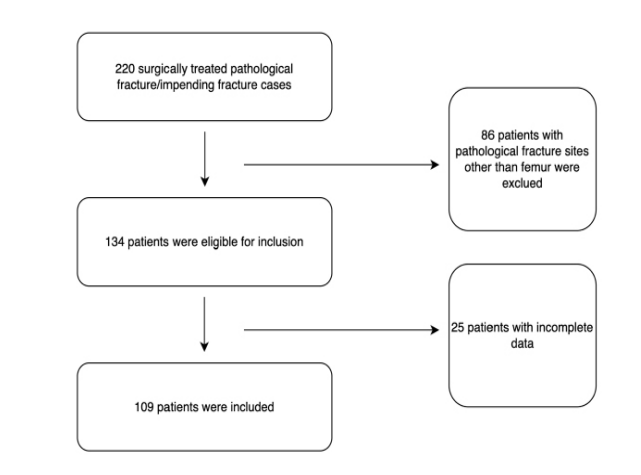 220 surgically treated pathological
fracture/impending fracture cases
86 patients with
pathological fracture sites
other than femur were
exclued
134 patients were eligible for inclusion
25 patients with incomplete
data
109 patients were included